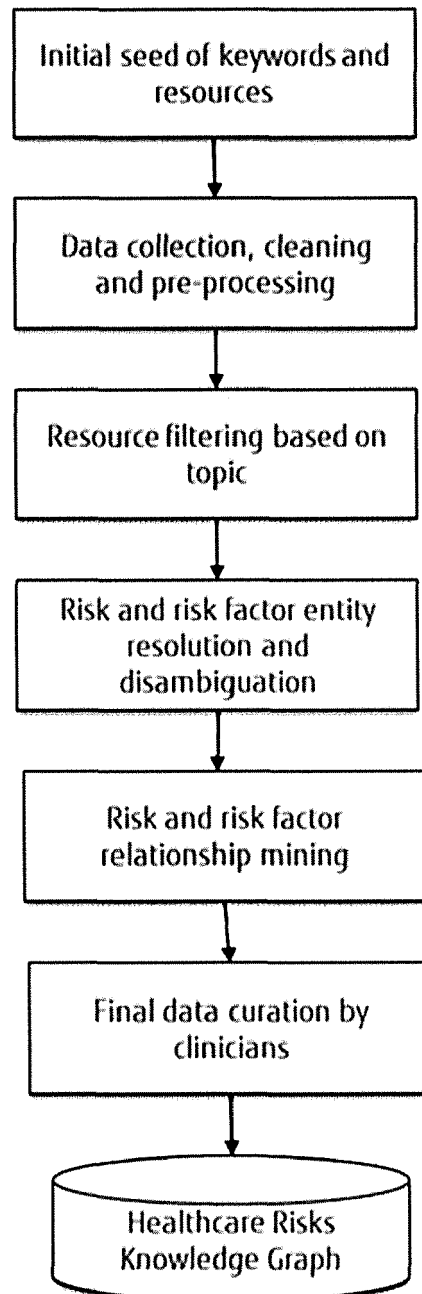 Initial seed of keywords and
resources
Data collection, cleaning
and pre-processing
Resource filtering based on
topic
Risk and risk factor entity
resolution and
disambiguation
Risk and risk factor
relationship mining
Final data curation by
clinicians
Healthcare Risks
Knowledge Graph